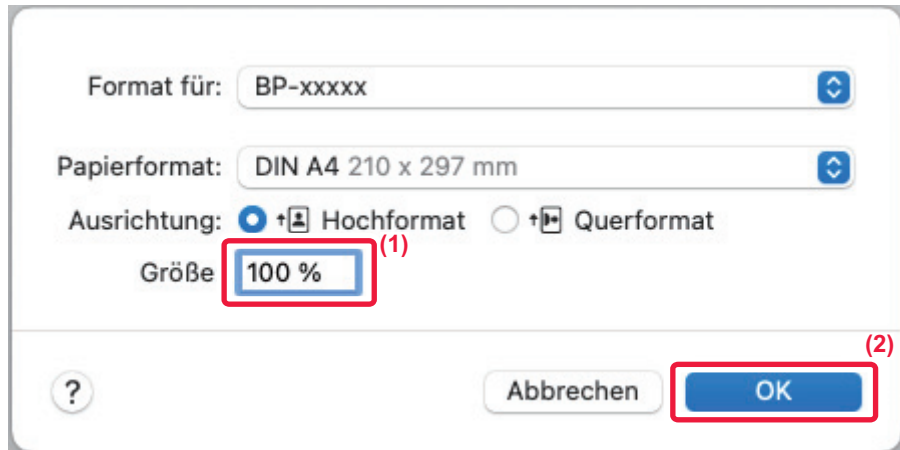 Format für: BP-xxxxx
Papierformat: DIN A4 210 x 297 mm
Ausrichtung: Hochformat Querformat
(1)
Größe 100 %
(2)
? Abbrechen OK